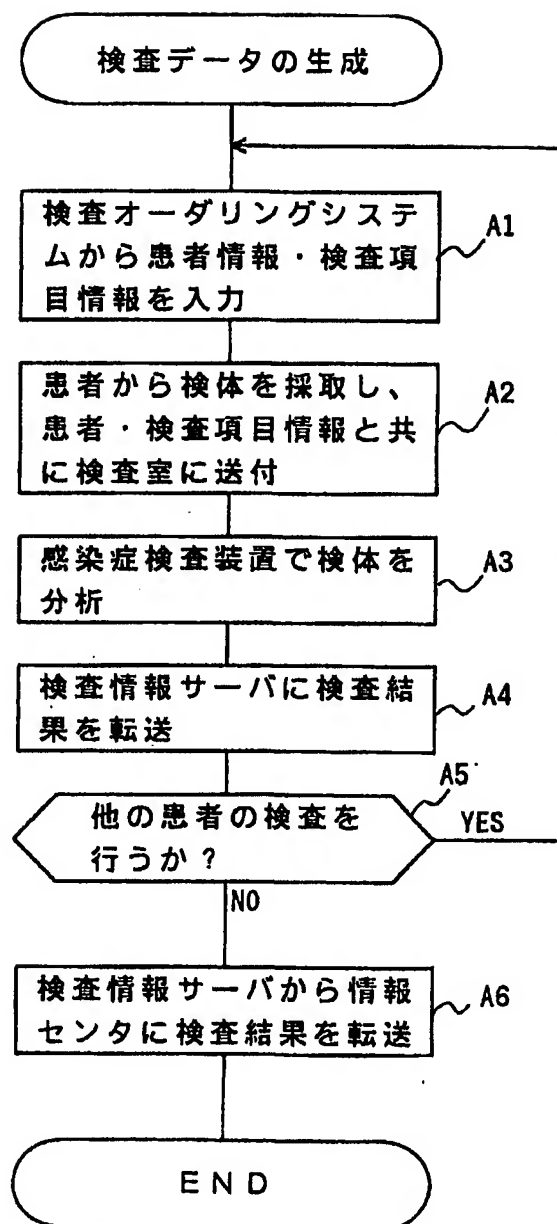 検査データの生成
検査オーダリングシステ
ムから患者情報・検査項
目情報を入力
A1
患者から検体を採取し、
患者・検査項目情報と共
に検査室に送付
A2
感染症検査装置で検体を
分析
A3
検査情報サーバに検査結
果を転送
A4
A5
他の患者の検査を
行うか?
YES
NO
検査情報サーバから情報
センタに検査結果を転送
A6
END